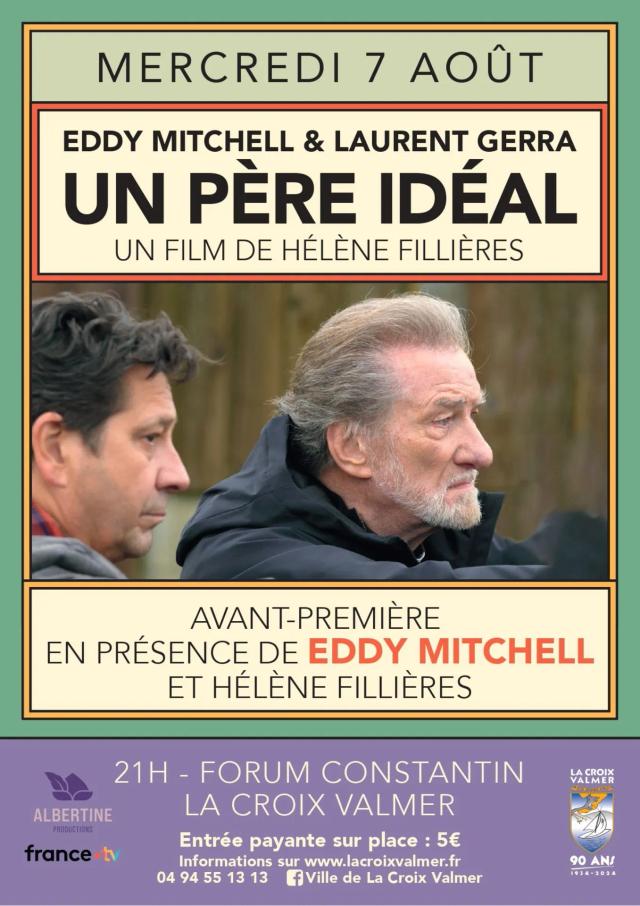 MERCREDI 7 AOÛT
EDDY MITCHELL & LAURENT GERRA
UN PÈRE IDÉAL
UN FILM DE HÉLÈNE FILLIÈRES
AVANT-PREMIÈRE
EN PRÉSENCE DE EDDY MITCHELL
ET HÉLÈNE FILLIÈRES
21H - FORUM CONSTANTIN
LA CROIX VALMER
Entrée payante sur place : 5€
Informations sur www.lacroixvalmer.fr
04 94 55 13 13 Ville de La Croix Valmer
ALBERTINE
PRODUCTIONS
france•tv
LA CROIX
VALMER
90 ANS
1934-2024